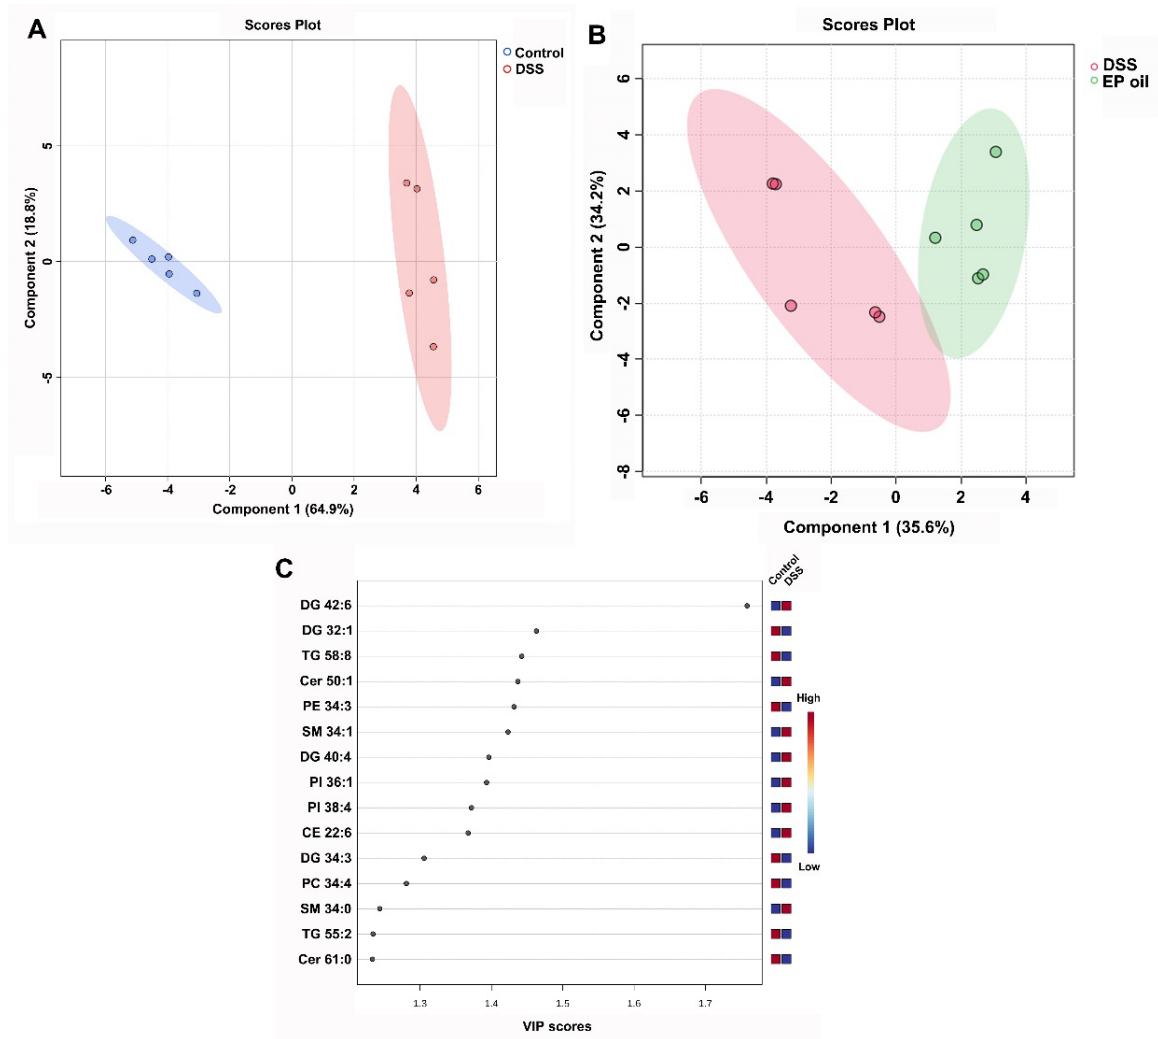 A
Scores Plot
Control
DSS
Component 2 (18.8%)
5
0
-5
-6 -4 -2 0 2 4 6
Component 1 (64.9%)
B
Scores Plot
DSS
EP oil
Component 2 (34.2%)
6
4
2
0
-2
-4
-6
-8
-6 -4 -2 0 2 4
Component 1 (35.6%)
C
Control
DSS
DG 42:6
DG 32:1
TG 58:8
Cer 50:1
PE 34:3
SM 34:1
DG 40:4
PI 36:1
PI 38:4
CE 22:6
DG 34:3
PC 34:4
SM 34:0
TG 55:2
Cer 61:0
High
Low
1.3 1.4 1.5 1.6 1.7
VIP scores